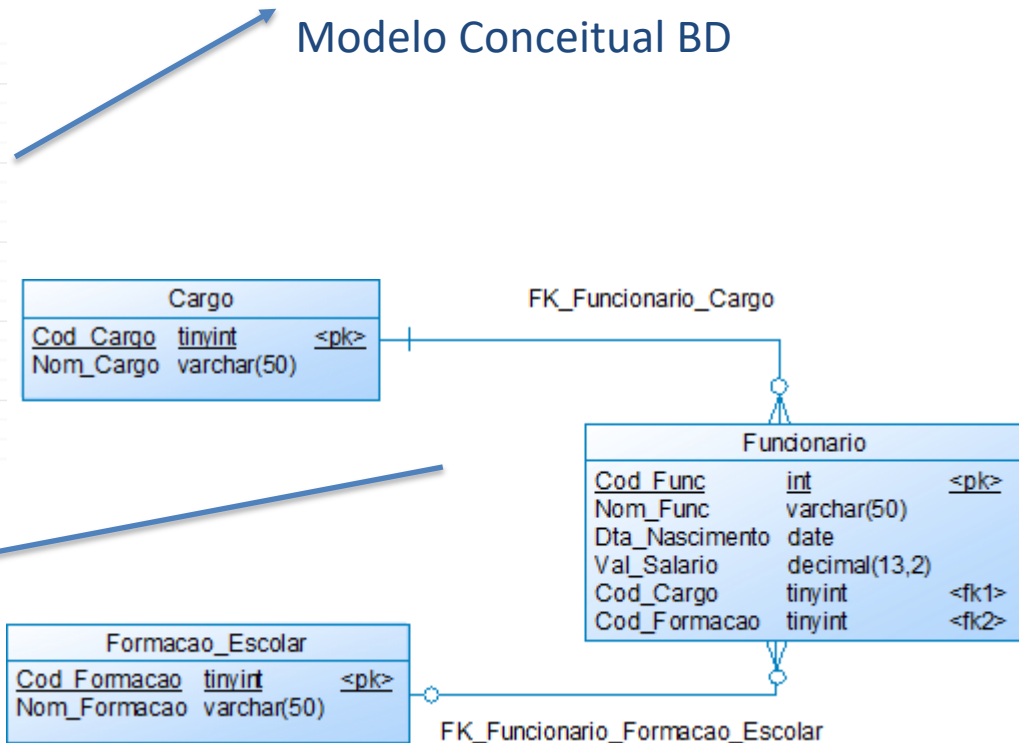 Modelo Conceitual BD
Cargo
Cod_Cargo tinyint <pk>
Nom_Cargo varchar(50)
FK_Funcionario_Cargo
Funcionario
Cod_Func int <pk>
Nom_Func varchar(50)
Dta_Nascimento date
Val_Salario decimal(13,2)
Cod_Cargo tinyint <fk1>
Cod_Formacao tinyint <fk2>
Formacao_Escolar
Cod_Formacao tinyint <pk>
Nom_Formacao varchar(50)
FK_Funcionario_Formacao_Escolar